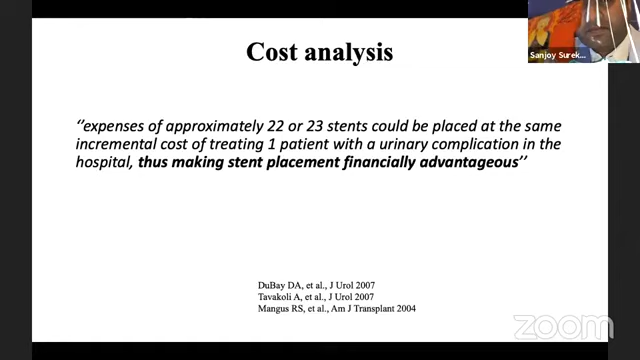 Sanjoy Surek...
Cost analysis
‘’expenses of approximately 22 or 23 stents could be placed at the same
incremental cost of treating 1 patient with a urinary complication in the
hospital, thus making stent placement financially advantageous’’
DuBay DA, et al., J Urol 2007
Tavakoli A, et al., J Urol 2007
Mangus RS, et al., Am J Transplant 2004
zoom